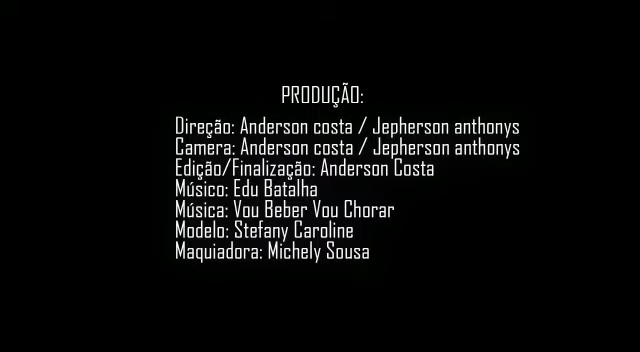 PRODUÇÃO:
Direção: Anderson costa / Jepherson anthonys
Camera: Anderson costa / Jepherson anthonys
Edição/Finalização: Anderson Costa
Músico: Edu Batalha
Música: Vou Beber Vou Chorar
Modelo: Stefany Caroline
Maquiadora: Michely Sousa